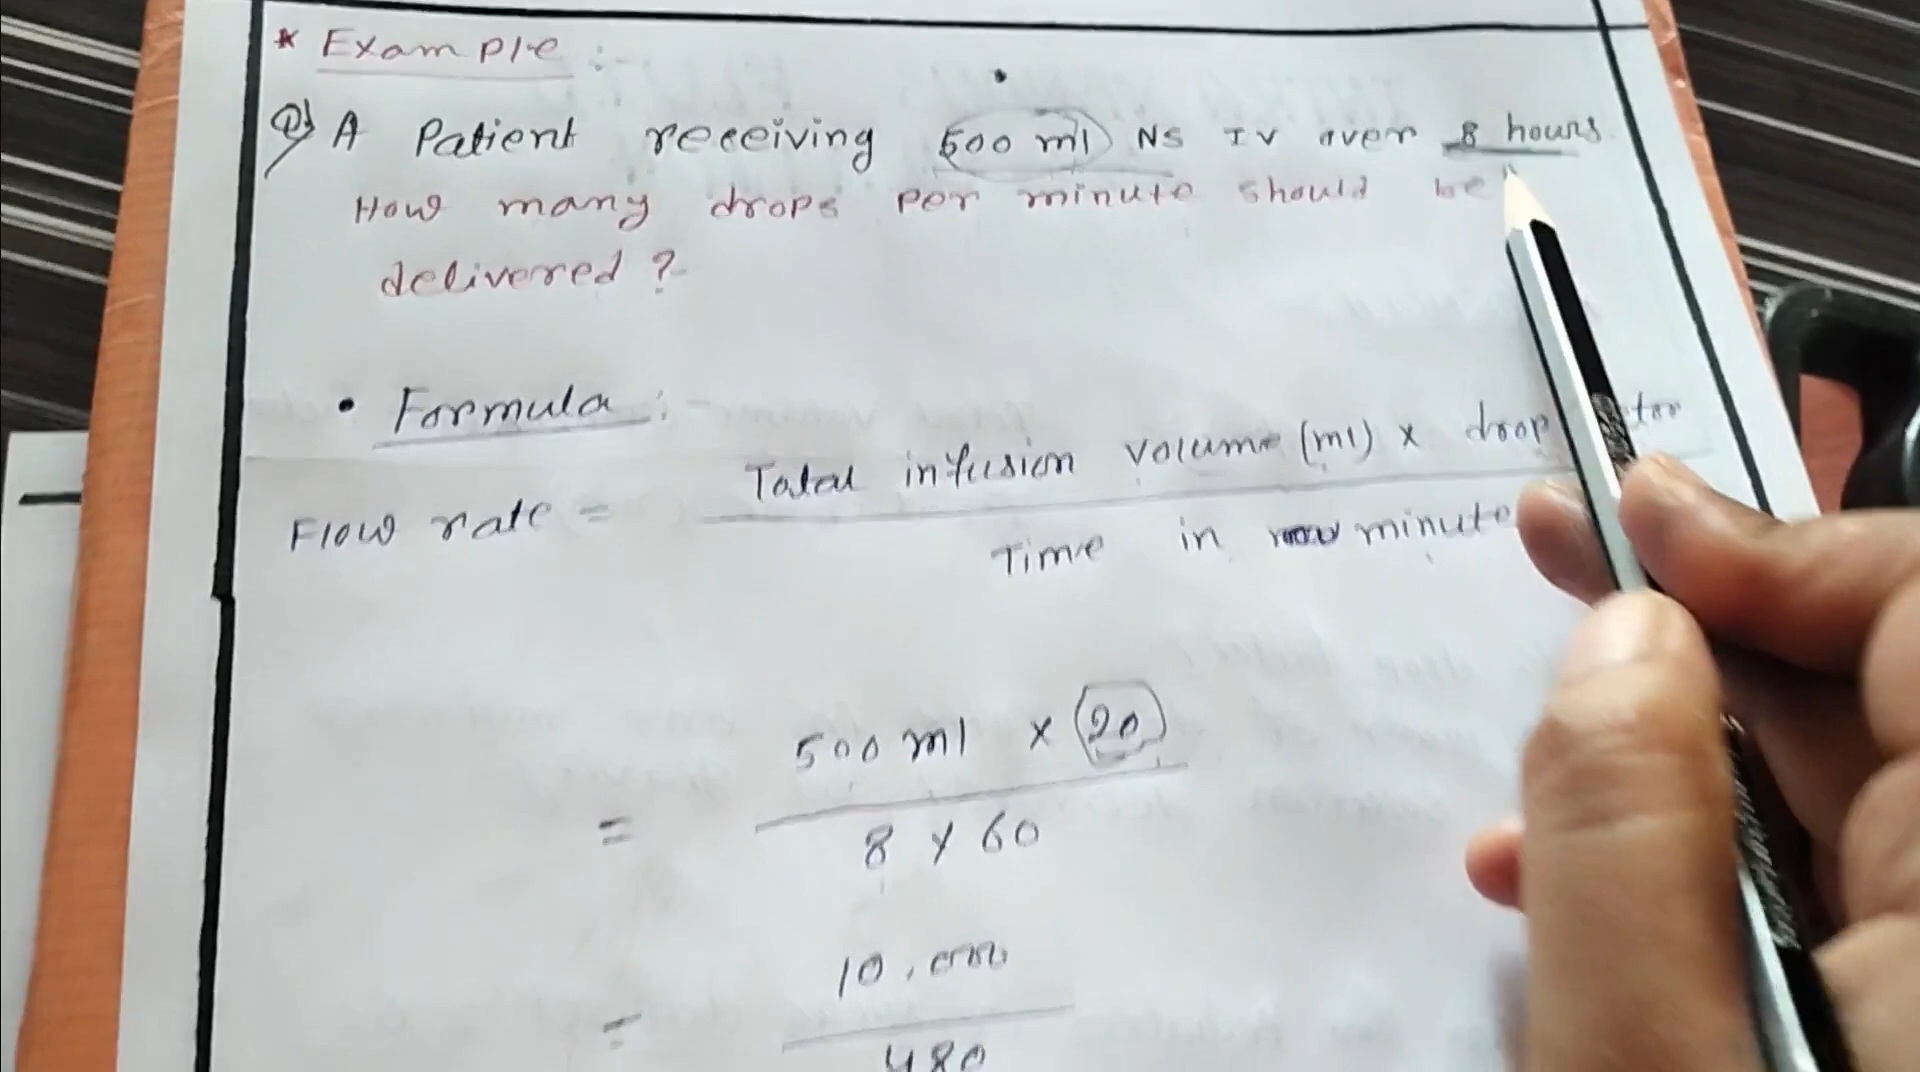 * Example :-
Q) A Patient receiving 500 ml NS IV over 8 hours.
How many drops per minute should be
delivered ?
• Formula :
Total infusion volume (ml) x drop
Flow rate =
Time in minute
500 ml x 20
=
8 x 60
10,000
=
480